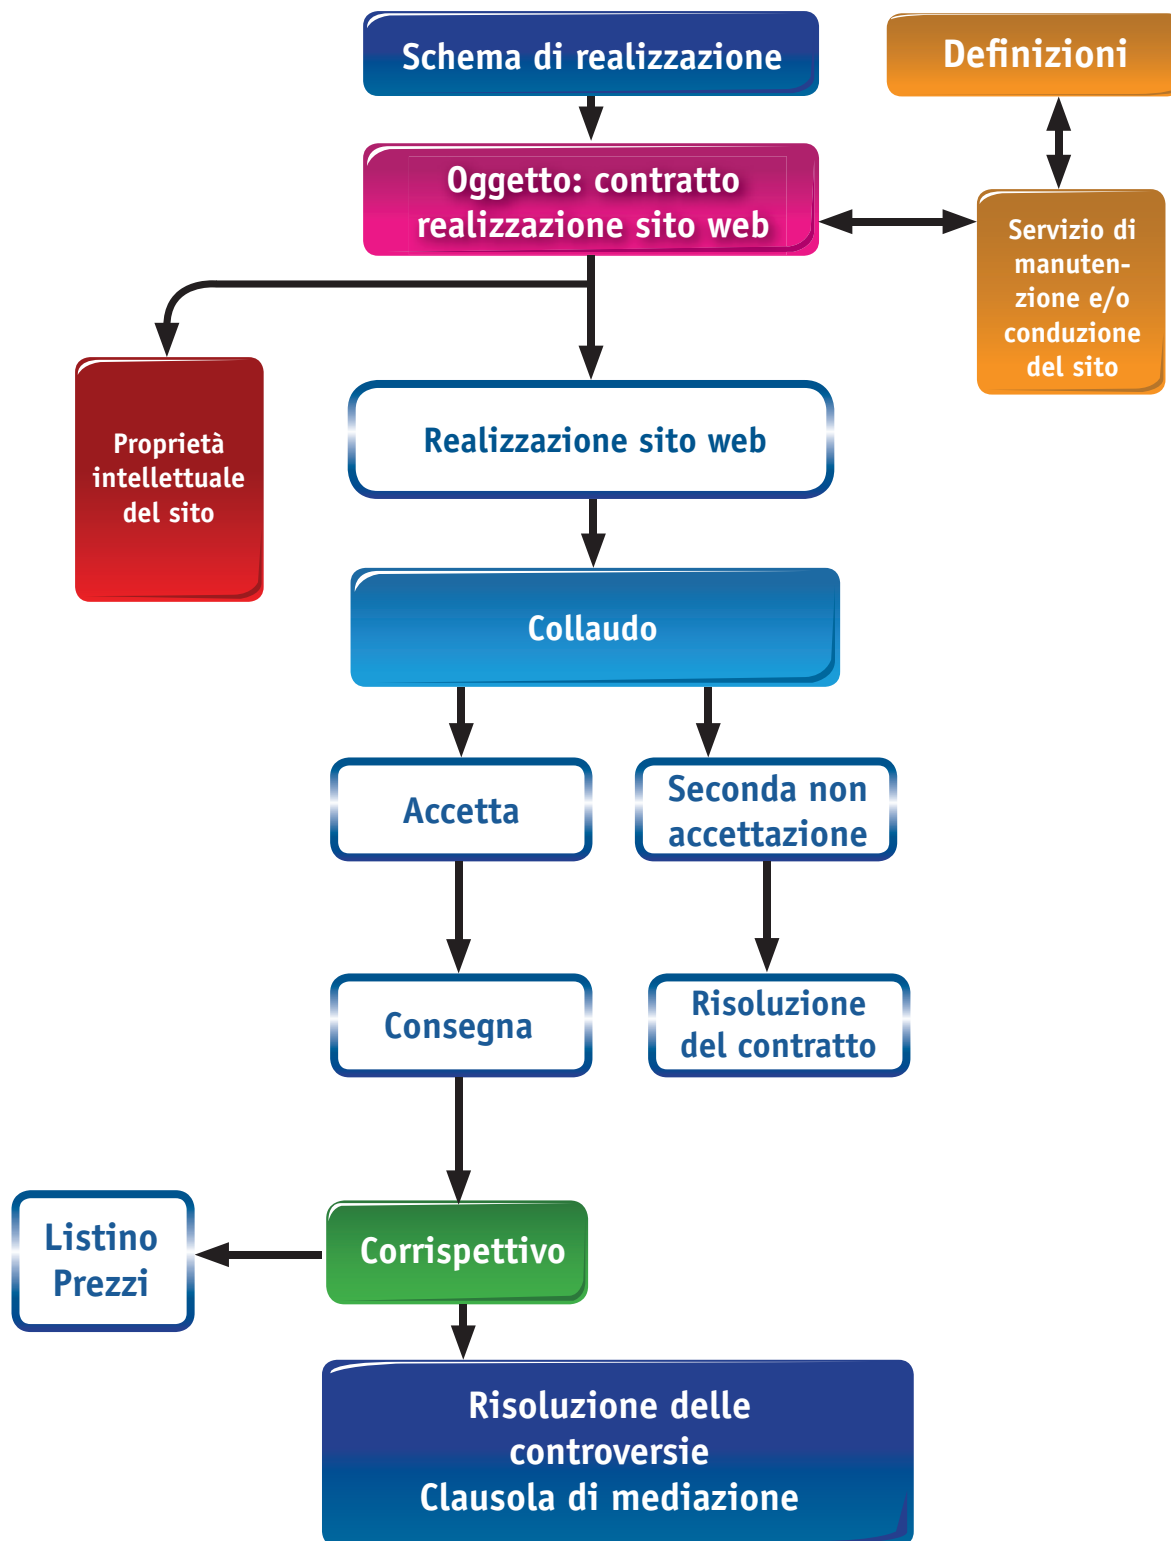 Schema di realizzazione
Definizioni
Oggetto: contratto
realizzazione sito web
Servizio di
manuten-
zione e/o
conduzione
del sito
Proprietà
intellettuale
del sito
Realizzazione sito web
Collaudo
Accetta
Seconda non
accettazione
Consegna
Risoluzione
del contratto
Listino
Prezzi
Corrispettivo
Risoluzione delle
controversie
Clausola di mediazione